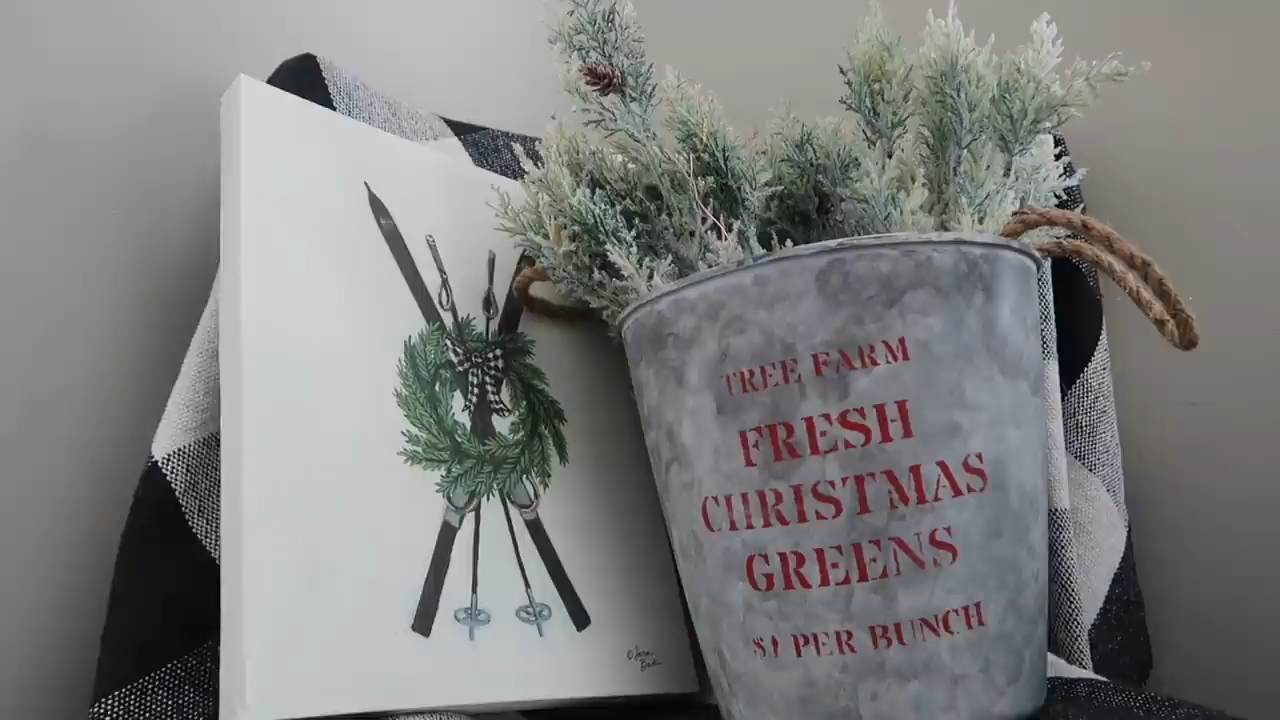 TREE FARM
FRESH
CHRISTMAS
GREENS
$1 PER BUNCH